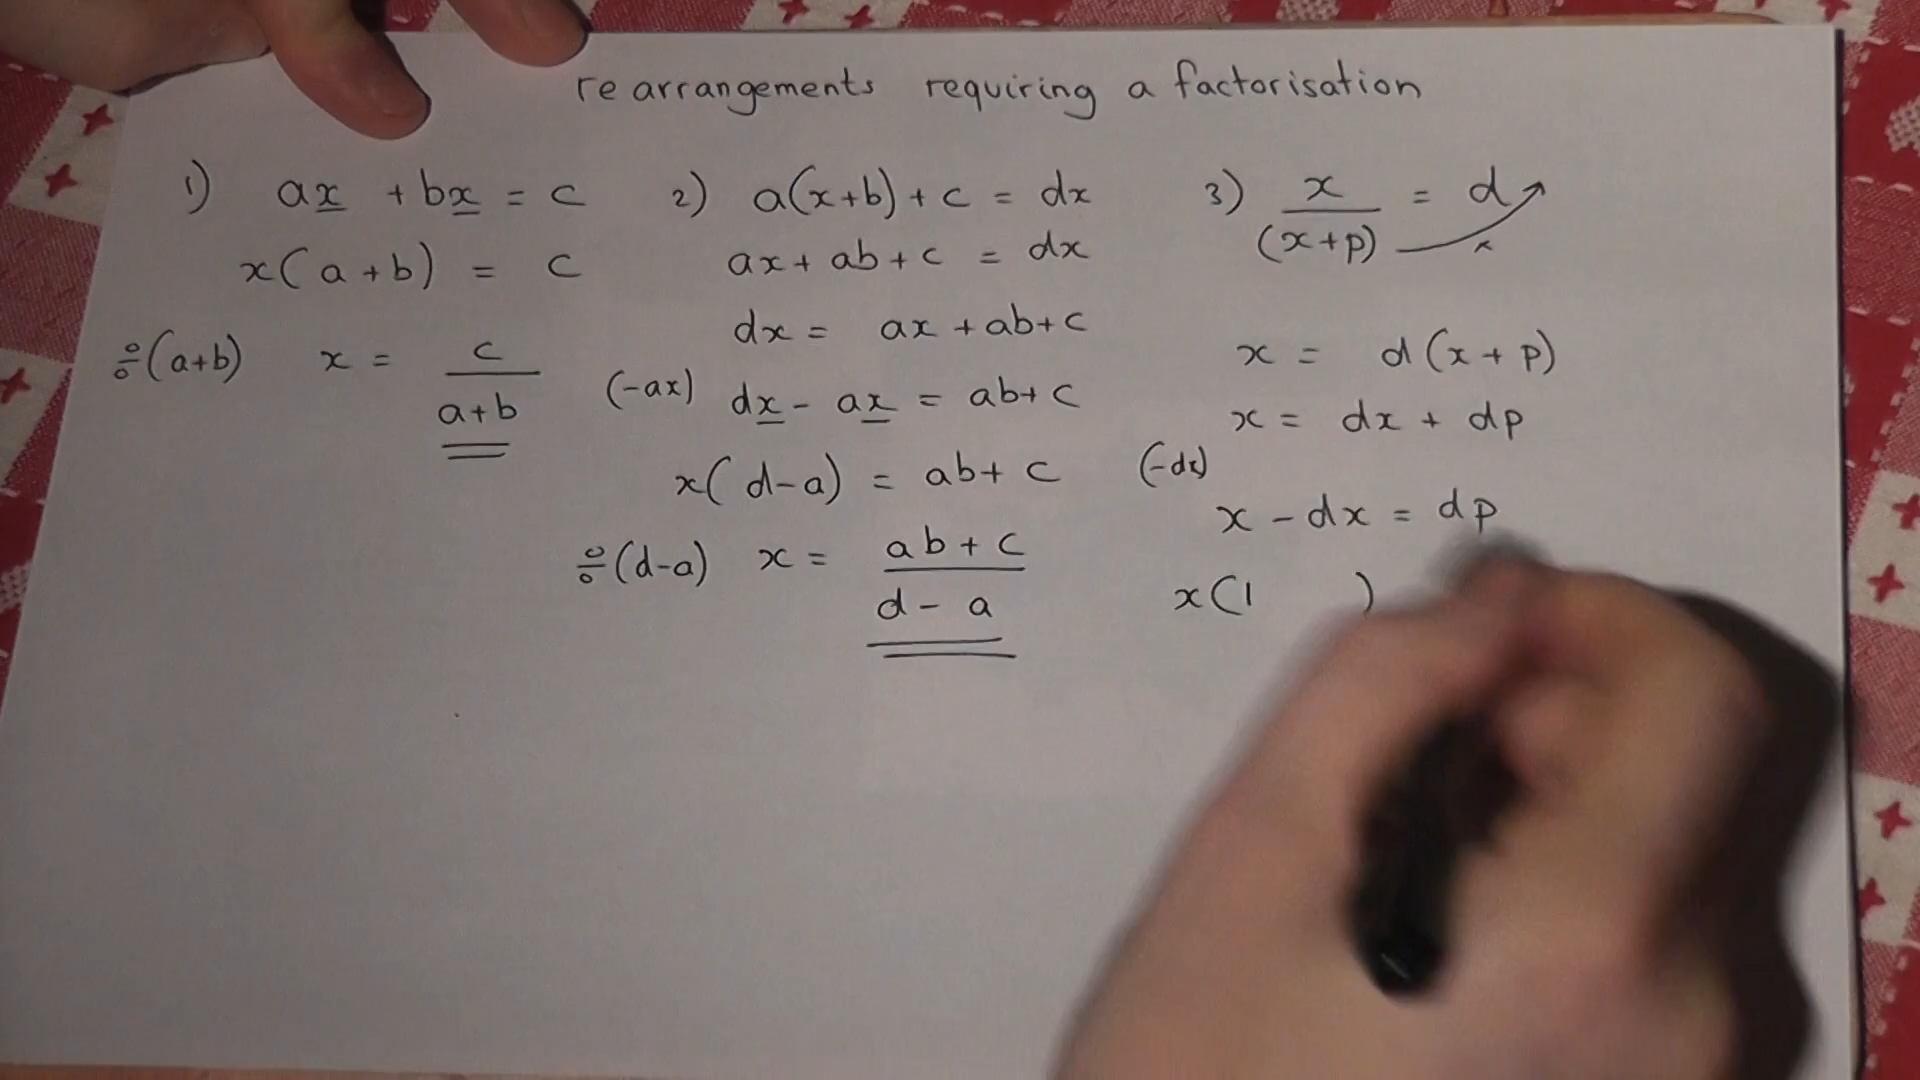 rearrangements requiring a factorisation
1) ax + bx = c
x(a+b) = c
÷(a+b) x = c/a+b
2) a(x+b)+c = dx
ax+ab+c = dx
dx = ax+ab+c
(-ax) dx - ax = ab+c
x(d-a) = ab+c
÷(d-a) x = ab+c/d-a
3) x/(x+p) = d
×
x = d(x+p)
x = dx + dp
(-dx)
x - dx = dp
x(1 )